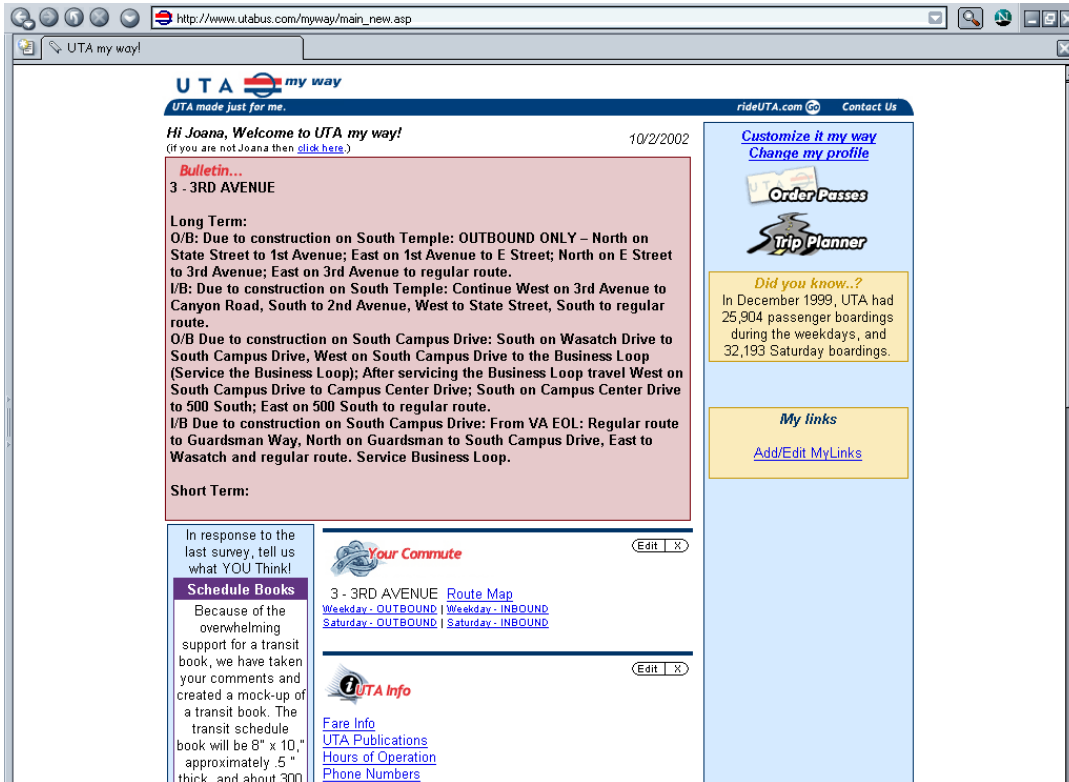 http://www.utabus.com/myway/main_new.asp
UTA my way!
UTA my way
UTA made just for me.
rideUTA.com Go Contact Us
Hi Joana, Welcome to UTA my way!
10/2/2002
(if you are not Joana then click here.)
Bulletin...
3 - 3RD AVENUE
Long Term:
O/B: Due to construction on South Temple: OUTBOUND ONLY – North on
State Street to 1st Avenue; East on 1st Avenue to E Street; North on E Street
to 3rd Avenue; East on 3rd Avenue to regular route.
I/B: Due to construction on South Temple: Continue West on 3rd Avenue to
Canyon Road, South to 2nd Avenue, West to State Street, South to regular
route.
O/B Due to construction on South Campus Drive: South on Wasatch Drive to
South Campus Drive, West on South Campus Drive to the Business Loop
(Service the Business Loop); After servicing the Business Loop travel West on
South Campus Drive to Campus Center Drive; South on Campus Center Drive
to 500 South; East on 500 South to regular route.
I/B Due to construction on South Campus Drive: From VA EOL: Regular route
to Guardsman Way, North on Guardsman to South Campus Drive, East to
Wasatch and regular route. Service Business Loop.
Short Term:
Customize it my way
Change my profile
UTA
Order Passes
Trip Planner
Did you know..?
In December 1999, UTA had
25,904 passenger boardings
during the weekdays, and
32,193 Saturday boardings.
My links
Add/Edit MyLinks
In response to the
last survey, tell us
what YOU Think!
Schedule Books
Because of the
overwhelming
support for a transit
book, we have taken
your comments and
created a mock-up of
a transit book. The
transit schedule
book will be 8" x 10,"
approximately .5 "
thick, and about 300
Your Commute
Edit X
3 - 3RD AVENUE Route Map
Weekday - OUTBOUND | Weekday - INBOUND
Saturday - OUTBOUND | Saturday - INBOUND
i UTA Info
Edit X
Fare Info
UTA Publications
Hours of Operation
Phone Numbers